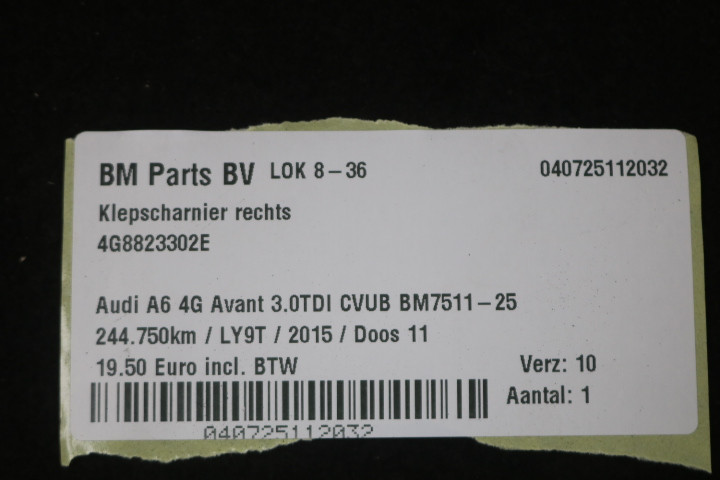 BM Parts BV LOK 8-36 040725112032
Klepscharnier rechts
4G8823302E
Audi A6 4G Avant 3.0TDI CVUB BM7511-25
244.750km / LY9T / 2015 / Doos 11
19.50 Euro incl. BTW Verz: 10
Aantal: 1
040725112032